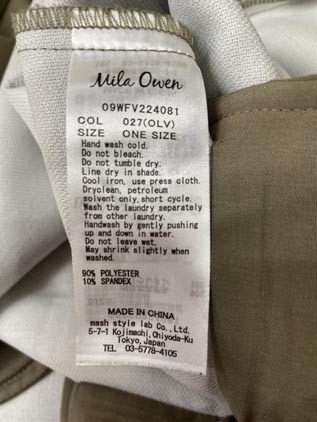 Mila Owen
09WFV224081
COL 027(OLV)
SIZE ONE SIZE
Hand wash cold.
Do not bleach.
Do not tumble dry.
Line dry in shade.
Cool iron, use press cloth.
Dryclean, petroleum
solvent only, short cycle.
Wash the laundry separately
from other laundry.
Handwash by gently pushing
up and down in water.
Do not leave wet.
May shrink slightly when
washed.
90% POLYESTER
10% SPANDEX
MADE IN CHINA
mash style lab Co.,Ltd.
5-7-1 Kojimachi,Chiyoda-Ku
Tokyo,Japan
TEL 03-5778-4105